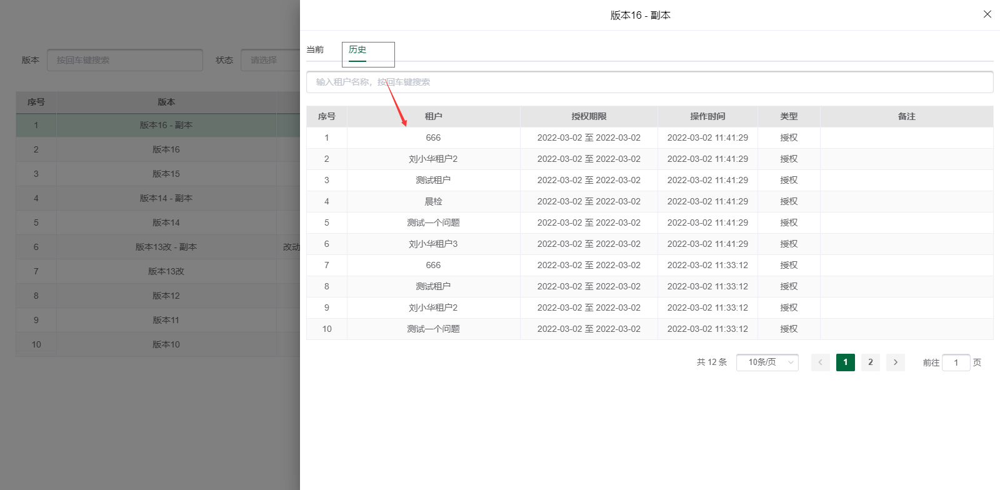 版本16 - 副本
版本 按回车键搜索 状态 请选择
序号 版本
1 版本16 - 副本
2 版本16
3 版本15
4 版本14 - 副本
5 版本14
6 版本13改 - 副本 改动
7 版本13改
8 版本12
9 版本11
10 版本10
当前 历史
输入租户名称，按回车键搜索
序号 租户 授权期限 操作时间 类型 备注
1 666 2022-03-02 至 2022-03-02 2022-03-02 11:41:29 授权
2 刘小华租户2 2022-03-02 至 2022-03-02 2022-03-02 11:41:29 授权
3 测试租户 2022-03-02 至 2022-03-02 2022-03-02 11:41:29 授权
4 晨检 2022-03-02 至 2022-03-02 2022-03-02 11:41:29 授权
5 测试一个问题 2022-03-02 至 2022-03-02 2022-03-02 11:41:29 授权
6 刘小华租户3 2022-03-02 至 2022-03-02 2022-03-02 11:41:29 授权
7 666 2022-03-02 至 2022-03-02 2022-03-02 11:33:12 授权
8 测试租户 2022-03-02 至 2022-03-02 2022-03-02 11:33:12 授权
9 刘小华租户2 2022-03-02 至 2022-03-02 2022-03-02 11:33:12 授权
10 测试一个问题 2022-03-02 至 2022-03-02 2022-03-02 11:33:12 授权
共 12 条 10条/页 1 2 前往 1 页